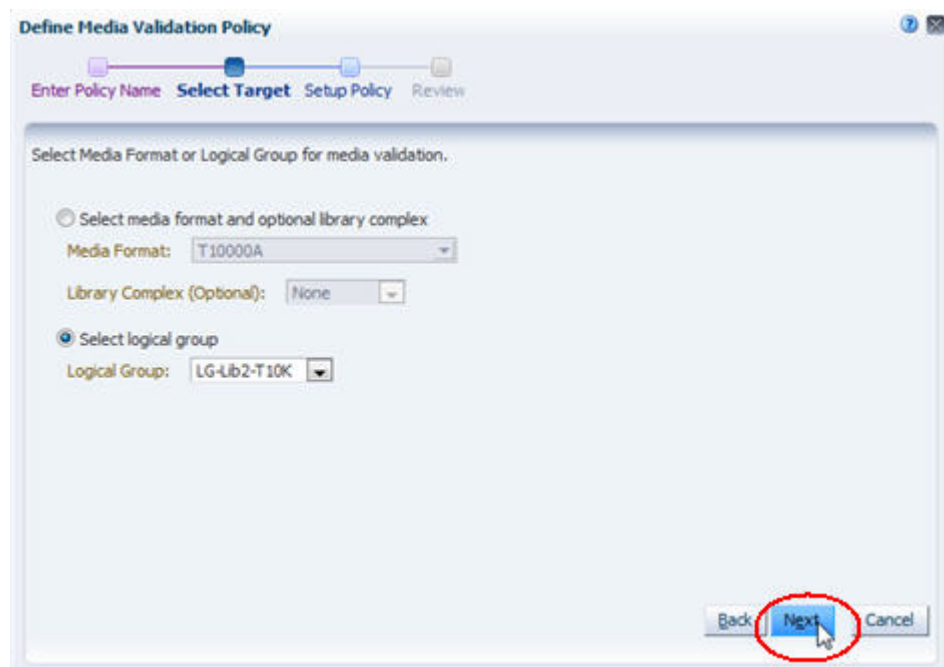 Define Media Validation Policy
Enter Policy Name Select Target Setup Policy Review
Select Media Format or Logical Group for media validation.
Select media format and optional library complex
Media Format: T10000A
Library Complex (Optional): None
Select logical group
Logical Group: LG-Lib2-T10K
Back Next Cancel